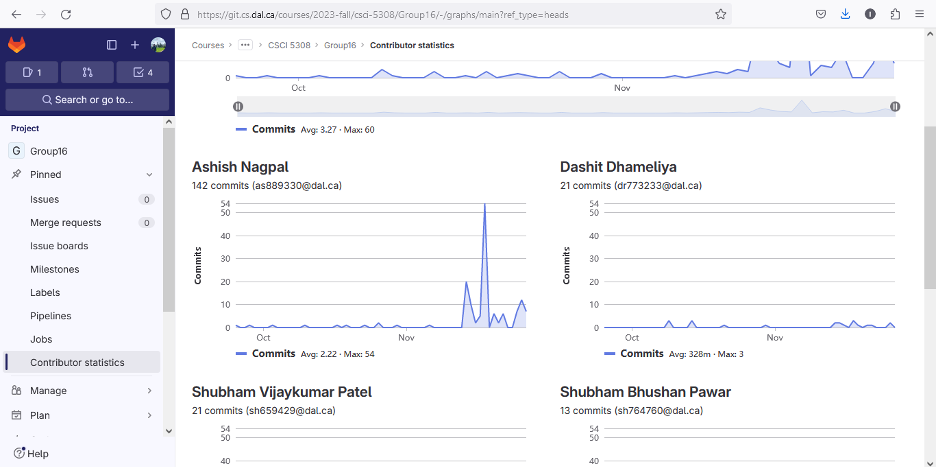 https://git.cs.dal.ca/courses/2023-fall/csci-5308/Group16/-/graphs/main?ref_type=heads
I
1
4
Search or go to...
Project
G Group16
Pinned
Issues 0
Merge requests 0
Issue boards
Milestones
Labels
Pipelines
Jobs
Contributor statistics
Manage
Plan
Help
Courses > ... > CSCI 5308 > Group16 > Contributor statistics
0
Oct Nov
Commits Avg: 3.27 · Max: 60
Ashish Nagpal
142 commits (as889330@dal.ca)
54
50
40
30
20
10
0
Commits
Oct Nov
Commits Avg: 2.22 · Max: 54
Dashit Dhameliya
21 commits (dr773233@dal.ca)
54
50
40
30
20
10
0
Commits
Oct Nov
Commits Avg: 328m · Max: 3
Shubham Vijaykumar Patel
21 commits (sh659429@dal.ca)
54
50
40
Shubham Bhushan Pawar
13 commits (sh764760@dal.ca)
54
50
40